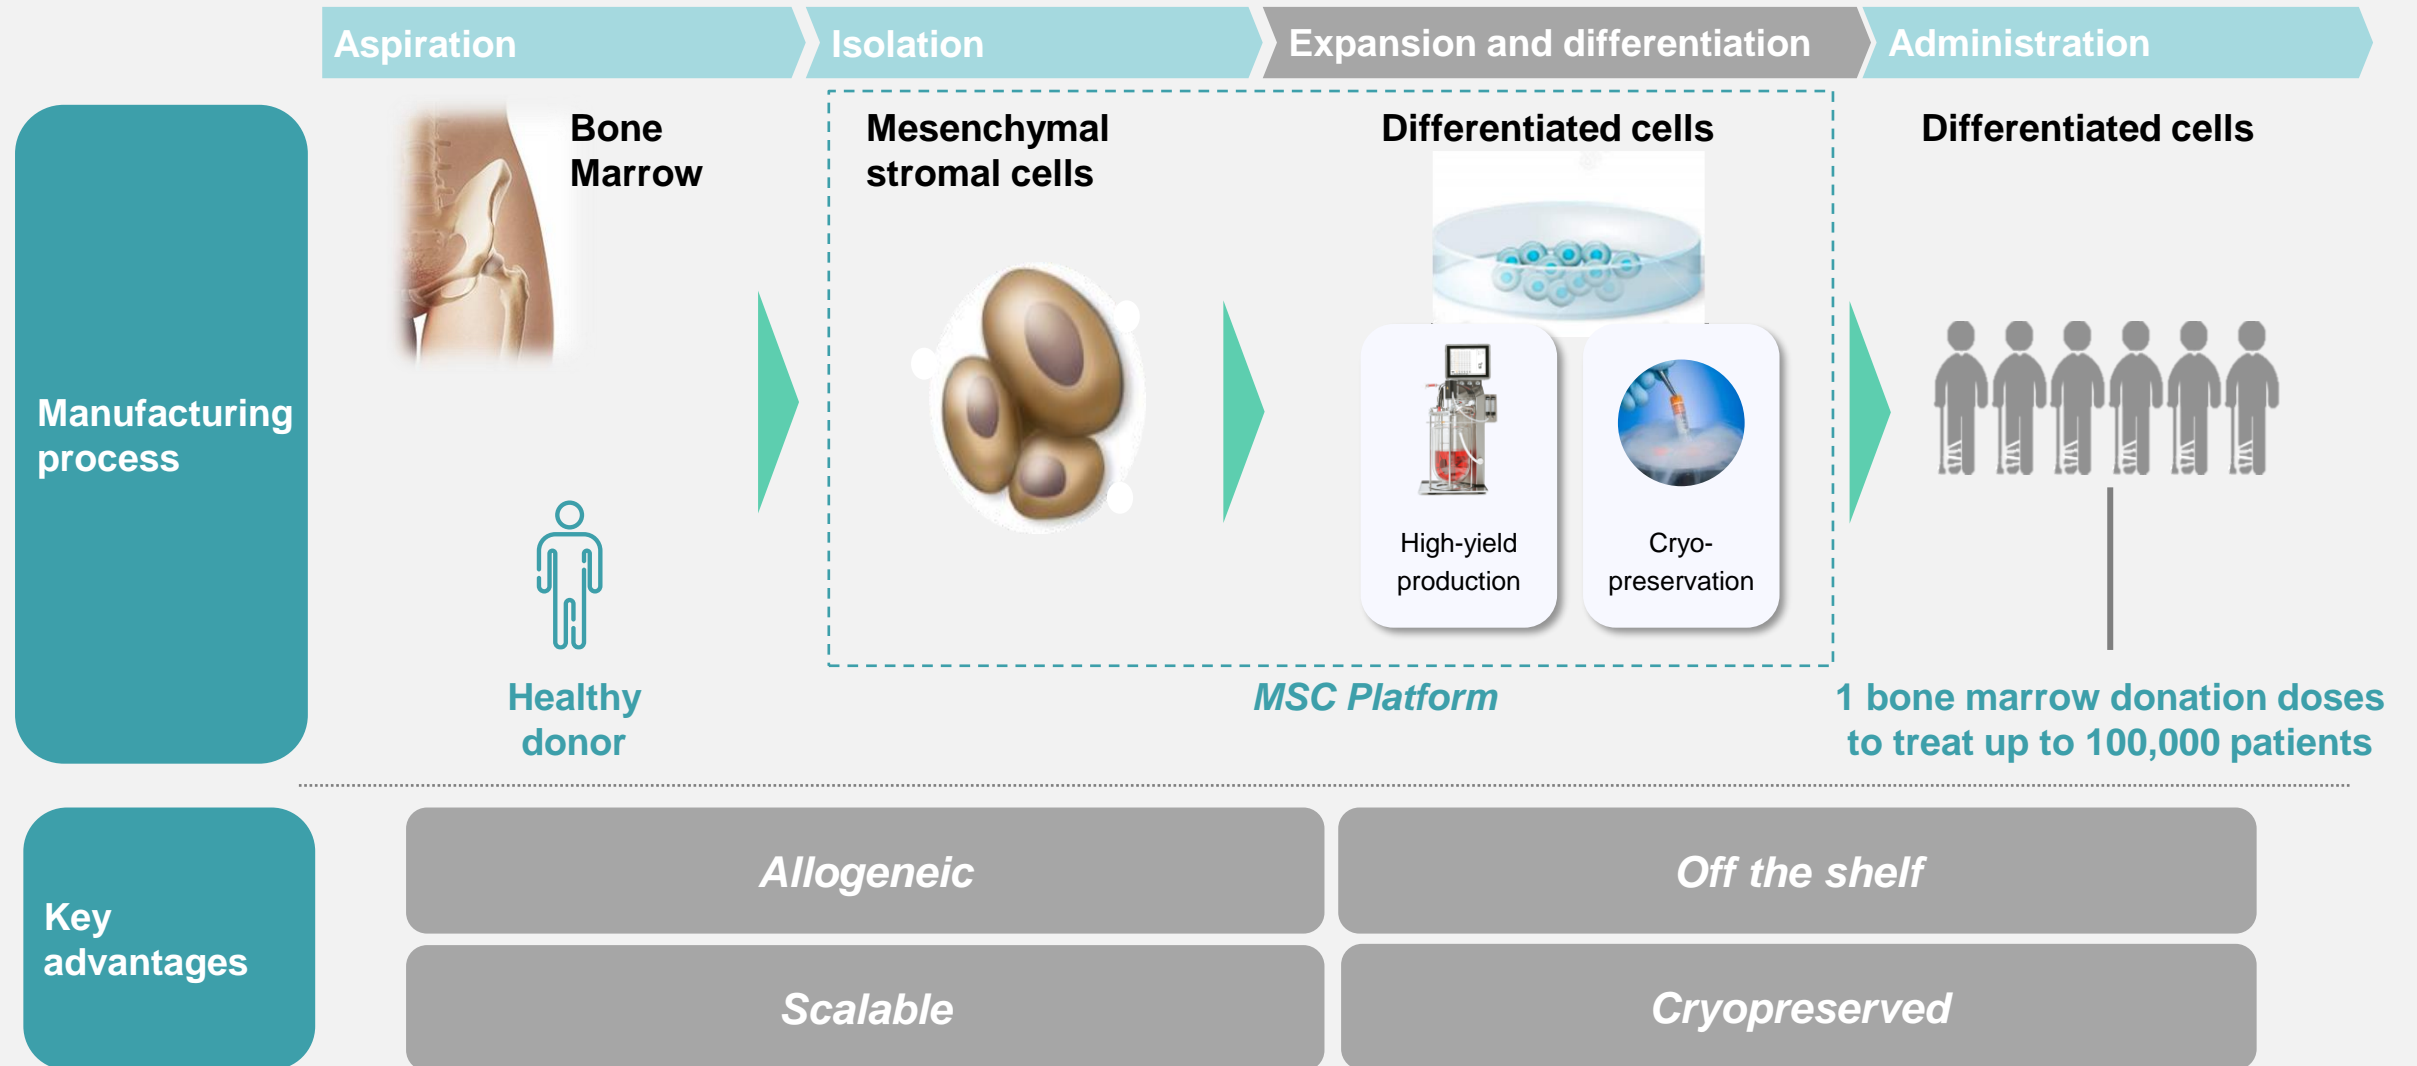 Aspiration
Isolation
Expansion and differentiation
Administration
Manufacturing
process
Bone
Marrow
Healthy
donor
Mesenchymal
stromal cells
Differentiated cells
High-yield
production
Cryo-
preservation
MSC Platform
Differentiated cells
1 bone marrow donation doses
to treat up to 100,000 patients
Key
advantages
Allogeneic
Off the shelf
Scalable
Cryopreserved